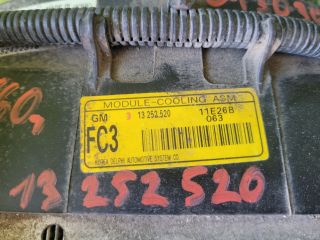 MODULE-COOLING ASM
GM 13 252.520 11E26B
063
FC3
KOREA DELPHI AUTOMOTIVE SYSTEM CO
13 252 520